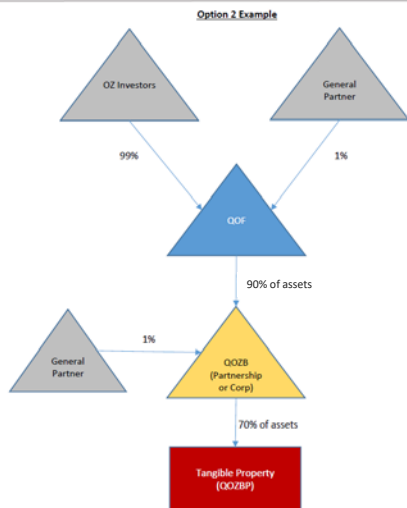 Option 2 Example
OZ Investors
General
Partner
99%
1%
QOF
90% of assets
1%
General
Partner
QOZB
(Partnership
or Corp)
70% of assets
Tangible Property
(QOZBP)